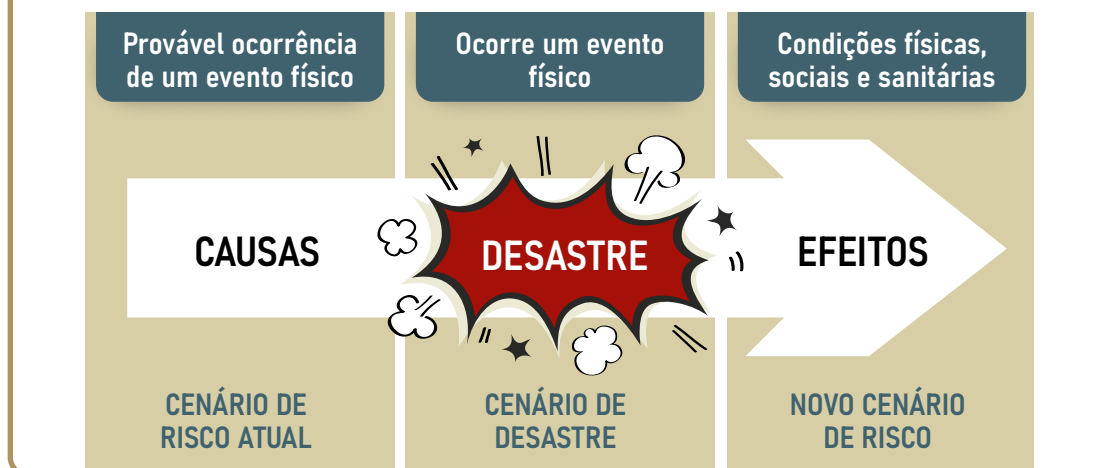 Provável ocorrência
de um evento físico
Ocorre um evento
físico
Condições físicas,
sociais e sanitárias
CAUSAS
DESASTRE
EFEITOS
CENÁRIO DE
RISCO ATUAL
CENÁRIO DE
DESASTRE
NOVO CENÁRIO
DE RISCO